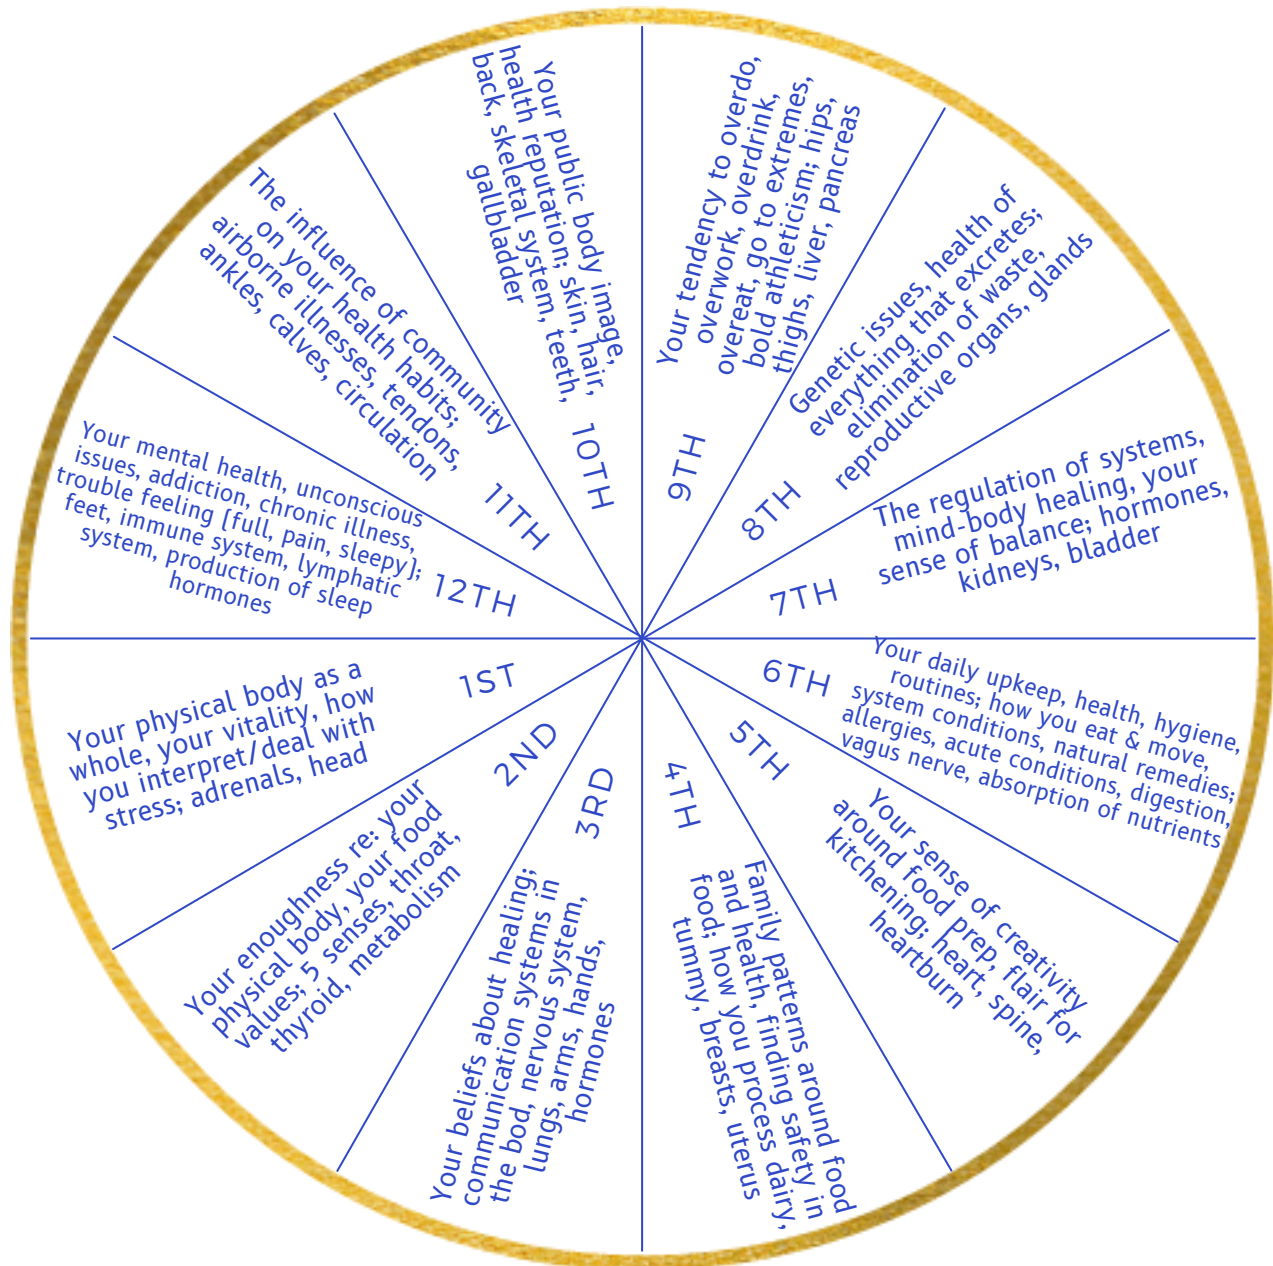 Your physical body as a
whole, your vitality, how
you interpret/deal with
stress; adrenals, head
1ST
Your enoughness re: your
physical body, your food
values; 5 senses, throat,
thyroid, metabolism
2ND
Your beliefs about healing;
communication systems in
the bod, nervous system,
lungs, arms, hands,
hormones
3RD
Family patterns around food
and health, finding safety in
food; how you process dairy,
tummy, breasts, uterus
4TH
Your sense of creativity
around food prep, flair for
kitchening; heart, spine,
heartburn
5TH
Your daily upkeep, health, hygiene,
routines; how you eat & move,
system conditions, natural remedies;
allergies, acute conditions, digestion,
vagus nerve, absorption of nutrients
6TH
The regulation of systems,
mind-body healing, your
sense of balance; hormones,
kidneys, bladder
7TH
Genetic issues, health of
everything that excretes;
elimination of waste,
reproductive organs, glands
8TH
Your tendency to overdo,
overwork, overdrink,
overeat, go to extremes,
bold athleticism; hips,
thighs, liver, pancreas
9TH
Your public body image,
health reputation; skin, hair,
back, skeletal system, teeth,
gallbladder
10TH
The influence of community
on your health habits;
airborne illnesses, tendons,
ankles, calves, circulation
11TH
Your mental health, unconscious
issues, addiction, chronic illness,
trouble feeling [full, pain, sleepy];
feet, immune system, lymphatic
system, production of sleep
hormones
12TH